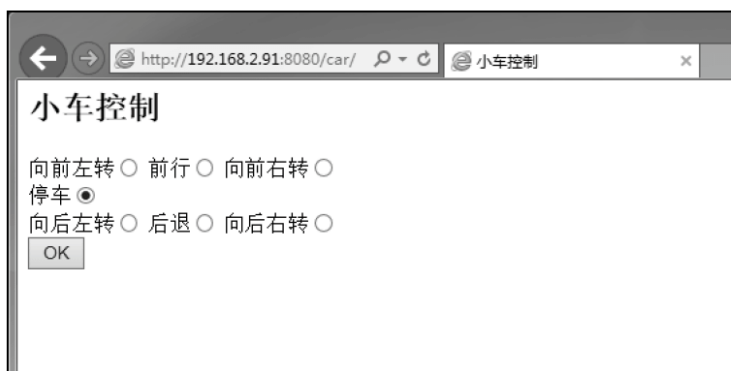 http://192.168.2.91:8080/car/ 小车控制
小车控制
向前左转 前行 向前右转
停车
向后左转 后退 向后右转
OK